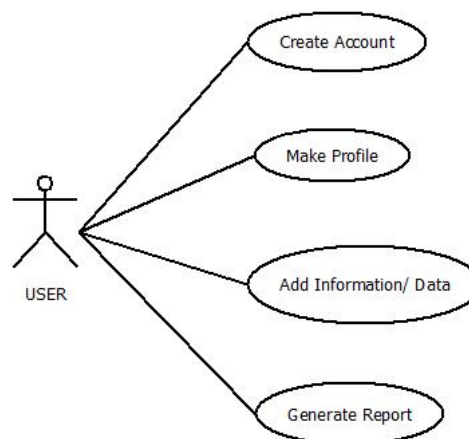 Create Account
Make Profile
USER
Add Information/ Data
Generate Report